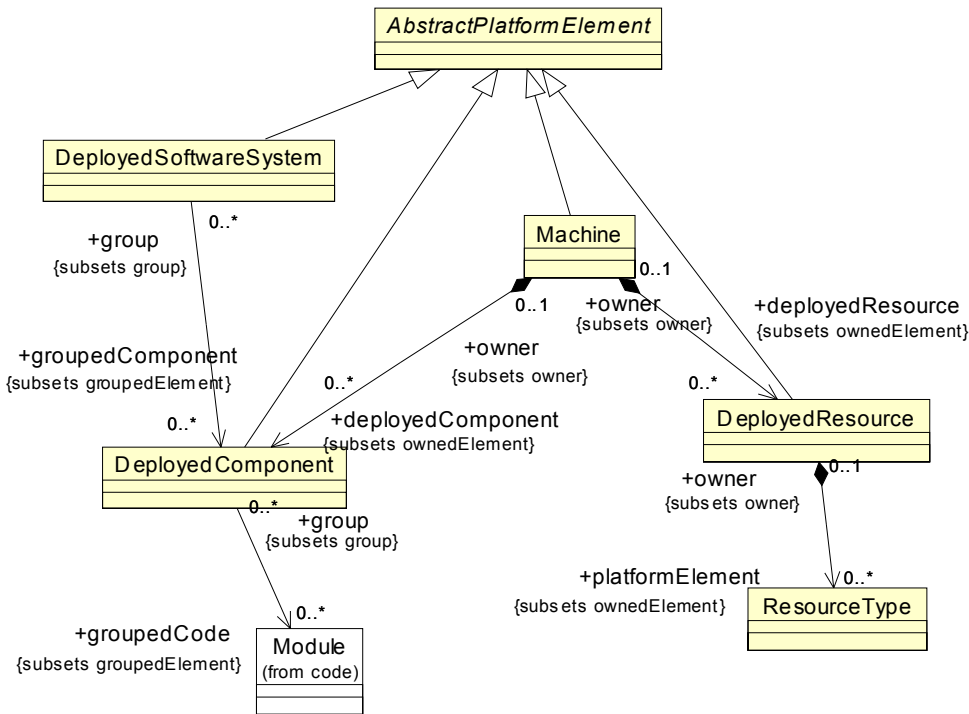 AbstractPlatformElement
DeployedSoftwareSystem
0..*
+group
{subsets group}
Machine
0..1
0..1
+owner
{subsets owner}
+deployedResource
{subsets ownedElement}
+groupedComponent
{subsets groupedElement}
+owner
{subsets owner}
0..*
0..*
0..*
+deployedComponent
{subsets ownedElement}
DeployedResource
DeployedComponent
0..1
+owner
{subsets owner}
0..*
+group
{subsets group}
+platformElement
{subsets ownedElement}
0..*
ResourceType
0..*
+groupedCode
{subsets groupedElement}
Module
(from code)